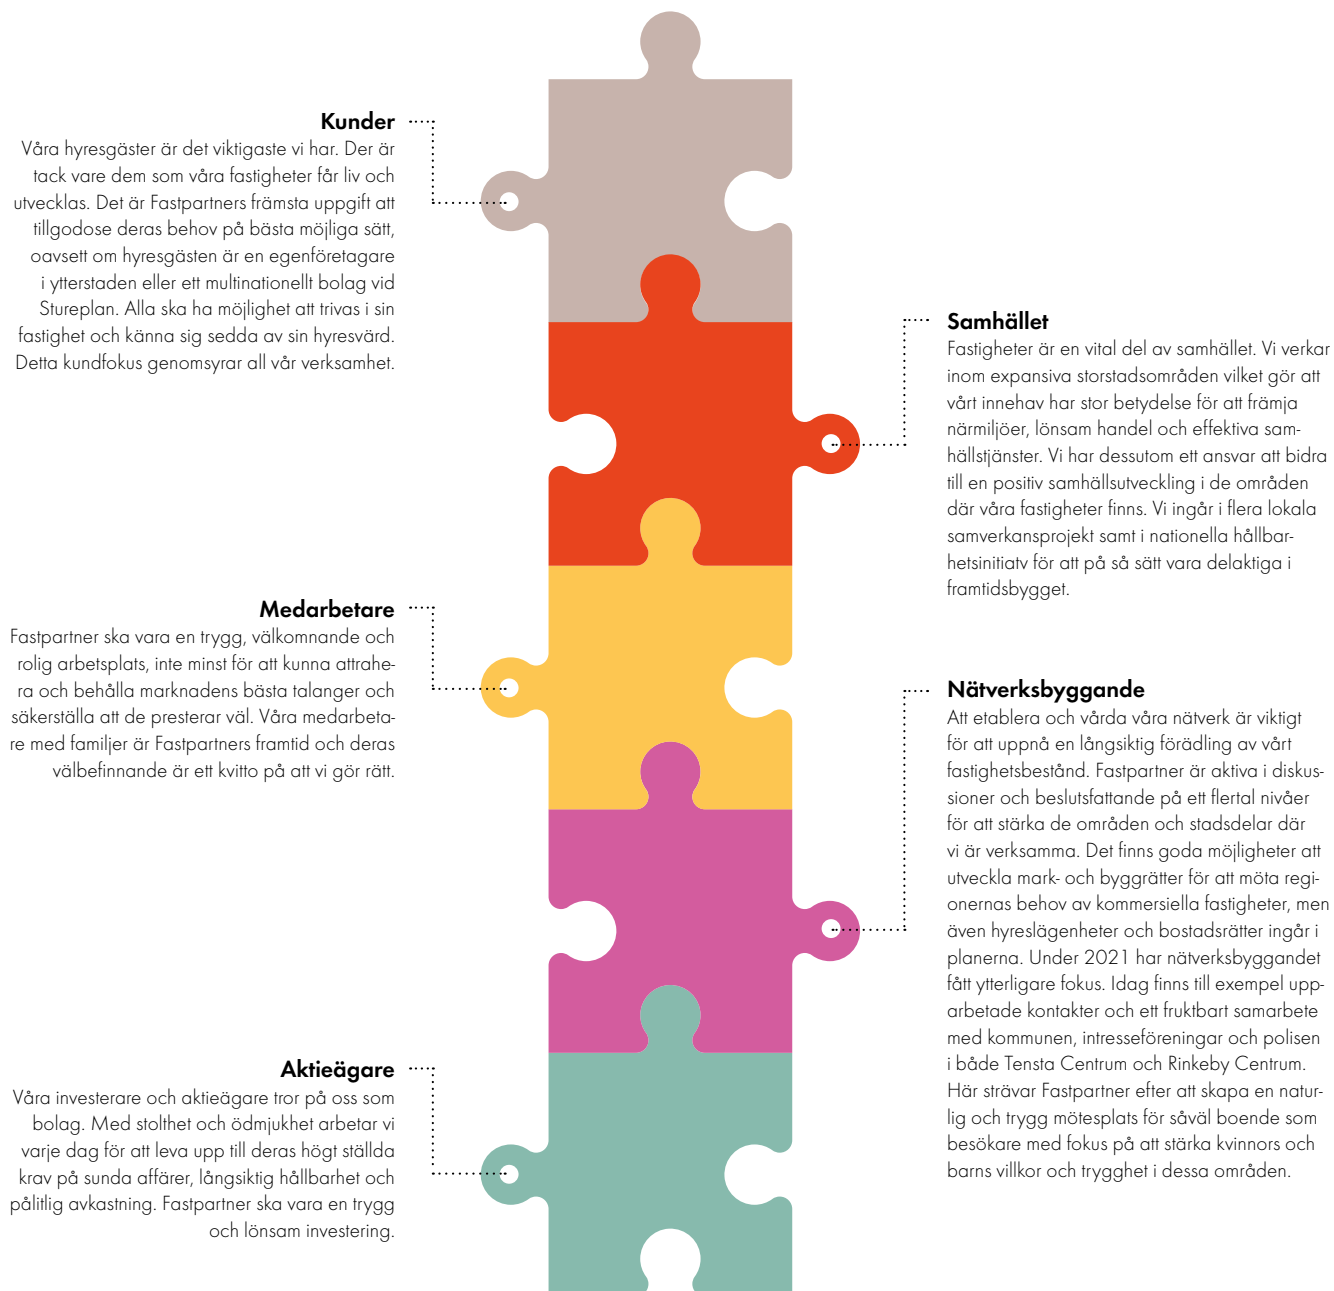 Kunder
Våra hyresgäster är det viktigaste vi har. Der är
tack vare dem som våra fastigheter får liv och
utvecklas. Det är Fastpartners främsta uppgift att
tillgodose deras behov på bästa möjliga sätt,
oavsett om hyresgästen är en egenföretagare
i ytterstaden eller ett multinationellt bolag vid
Stureplan. Alla ska ha möjlighet att trivas i sin
fastighet och känna sig sedda av sin hyresvärd.
Detta kundfokus genomsyrar all vår verksamhet.
Samhället
Fastigheter är en vital del av samhället. Vi verkar
inom expansiva storstadsområden vilket gör att
vårt innehav har stor betydelse för att främja
närmiljöer, lönsam handel och effektiva sam-
hällstjänster. Vi har dessutom ett ansvar att bidra
till en positiv samhällsutveckling i de områden
där våra fastigheter finns. Vi ingår i flera lokala
samverkansprojekt samt i nationella hållbar-
hetsinitiatv för att på så sätt vara delaktiga i
framtidsbygget.
Medarbetare
Fastpartner ska vara en trygg, välkomnande och
rolig arbetsplats, inte minst för att kunna attrahe-
ra och behålla marknadens bästa talanger och
säkerställa att de presterar väl. Våra medarbeta-
re med familjer är Fastpartners framtid och deras
välbefinnande är ett kvitto på att vi gör rätt.
Nätverksbyggande
Att etablera och vårda våra nätverk är viktigt
för att uppnå en långsiktig förädling av vårt
fastighetsbestånd. Fastpartner är aktiva i diskus-
sioner och beslutsfattande på ett flertal nivåer
för att stärka de områden och stadsdelar där
vi är verksamma. Det finns goda möjligheter att
utveckla mark- och byggrätter för att möta regi-
onernas behov av kommersiella fastigheter, men
även hyreslägenheter och bostadsrätter ingår i
planerna. Under 2021 har nätverksbyggandet
fått ytterligare fokus. Idag finns till exempel upp-
arbetade kontakter och ett fruktbart samarbete
med kommunen, intresseföreningar och polisen
i både Tensta Centrum och Rinkeby Centrum.
Här strävar Fastpartner efter att skapa en natur-
lig och trygg mötesplats för såväl boende som
besökare med fokus på att stärka kvinnors och
barns villkor och trygghet i dessa områden.
Aktieägare
Våra investerare och aktieägare tror på oss som
bolag. Med stolthet och ödmjukhet arbetar vi
varje dag för att leva upp till deras högt ställda
krav på sunda affärer, långsiktig hållbarhet och
pålitlig avkastning. Fastpartner ska vara en trygg
och lönsam investering.